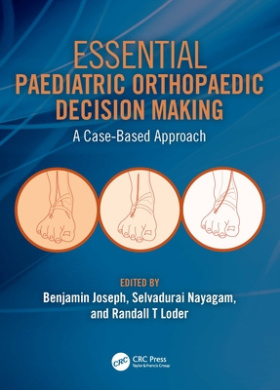 ESSENTIAL
PAEDIATRIC ORTHOPAEDIC
DECISION MAKING
A Case-Based Approach
EDITED BY
Benjamin Joseph, Selvadurai Nayagam,
and Randall T Loder
CRC
CRC Press
Taylor & Francis Group